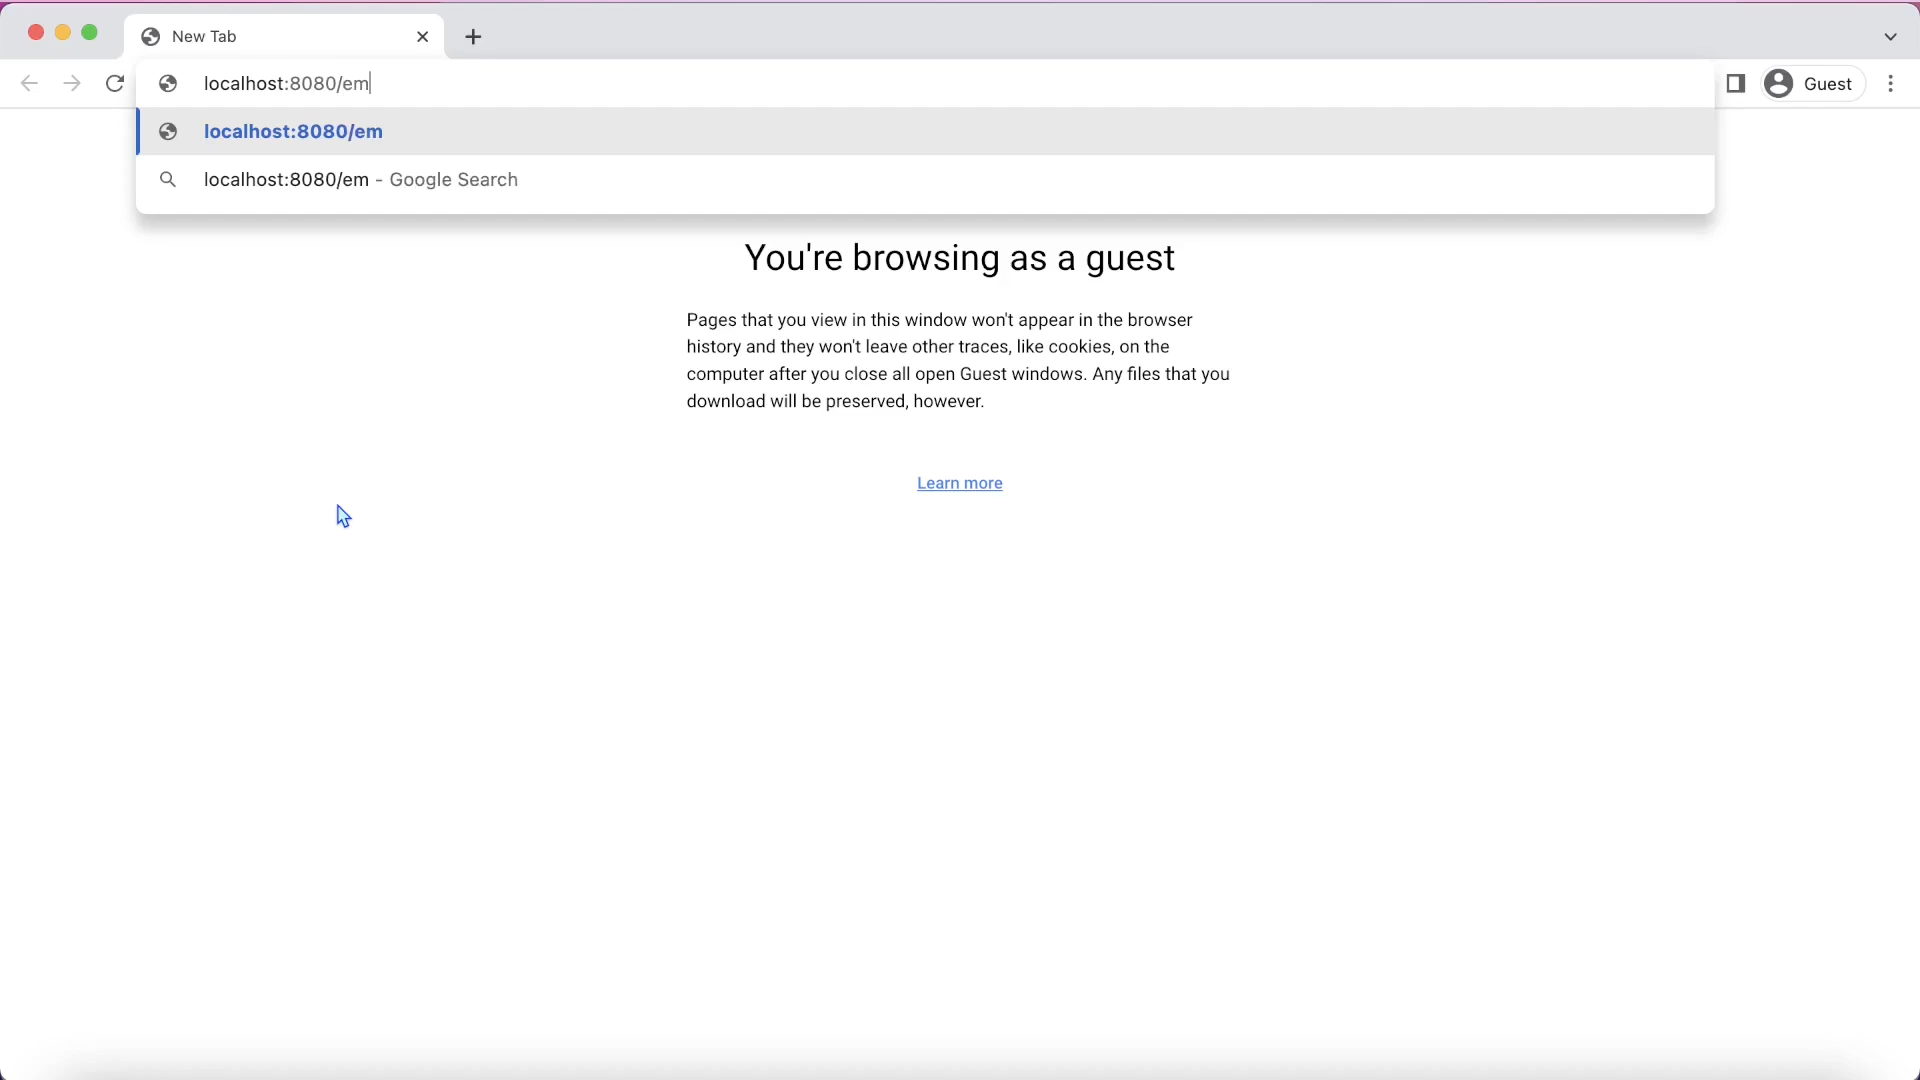 New Tab
localhost:8080/em
Guest
localhost:8080/em
localhost:8080/em - Google Search
You're browsing as a guest
Pages that you view in this window won't appear in the browser
history and they won't leave other traces, like cookies, on the
computer after you close all open Guest windows. Any files that you
download will be preserved, however.
Learn more